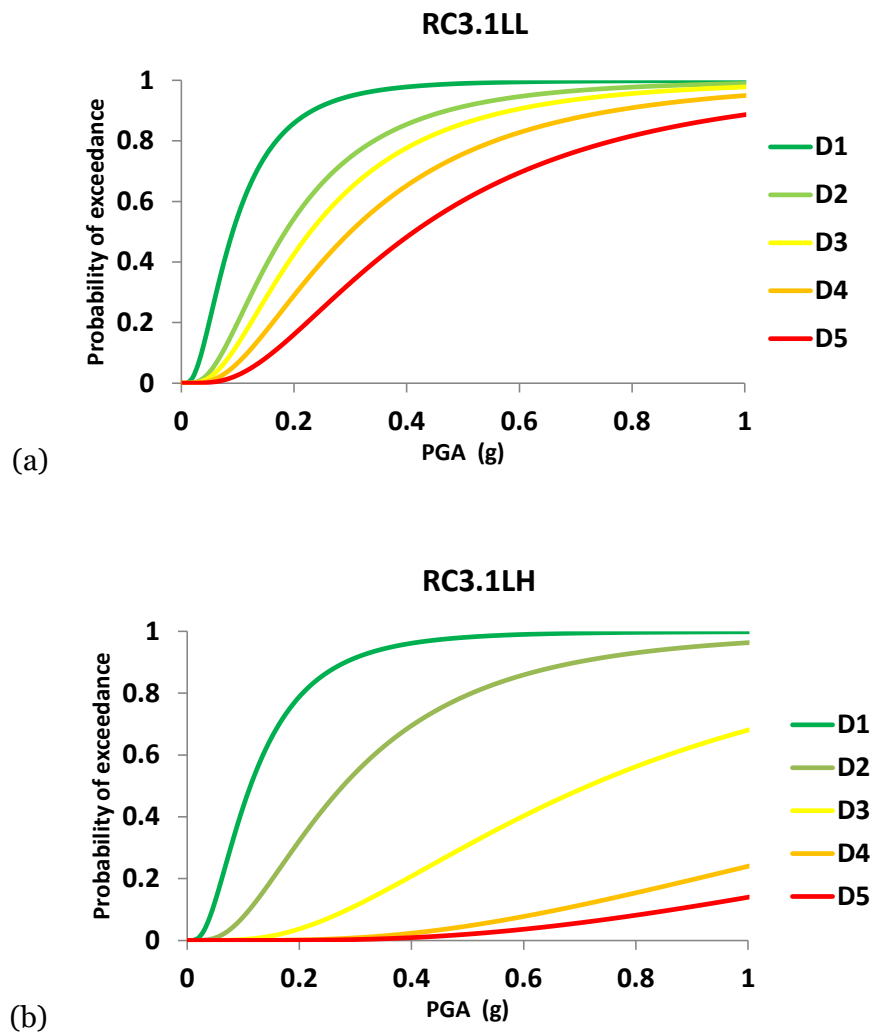 RC3.1LL
Probability of exceedance
1
0.8
0.6
0.4
0.2
0
0 0.2 0.4 0.6 0.8 1
PGA (g)
D1
D2
D3
D4
D5
(a)
RC3.1LH
Probability of exceedance
1
0.8
0.6
0.4
0.2
0
0 0.2 0.4 0.6 0.8 1
PGA (g)
D1
D2
D3
D4
D5
(b)